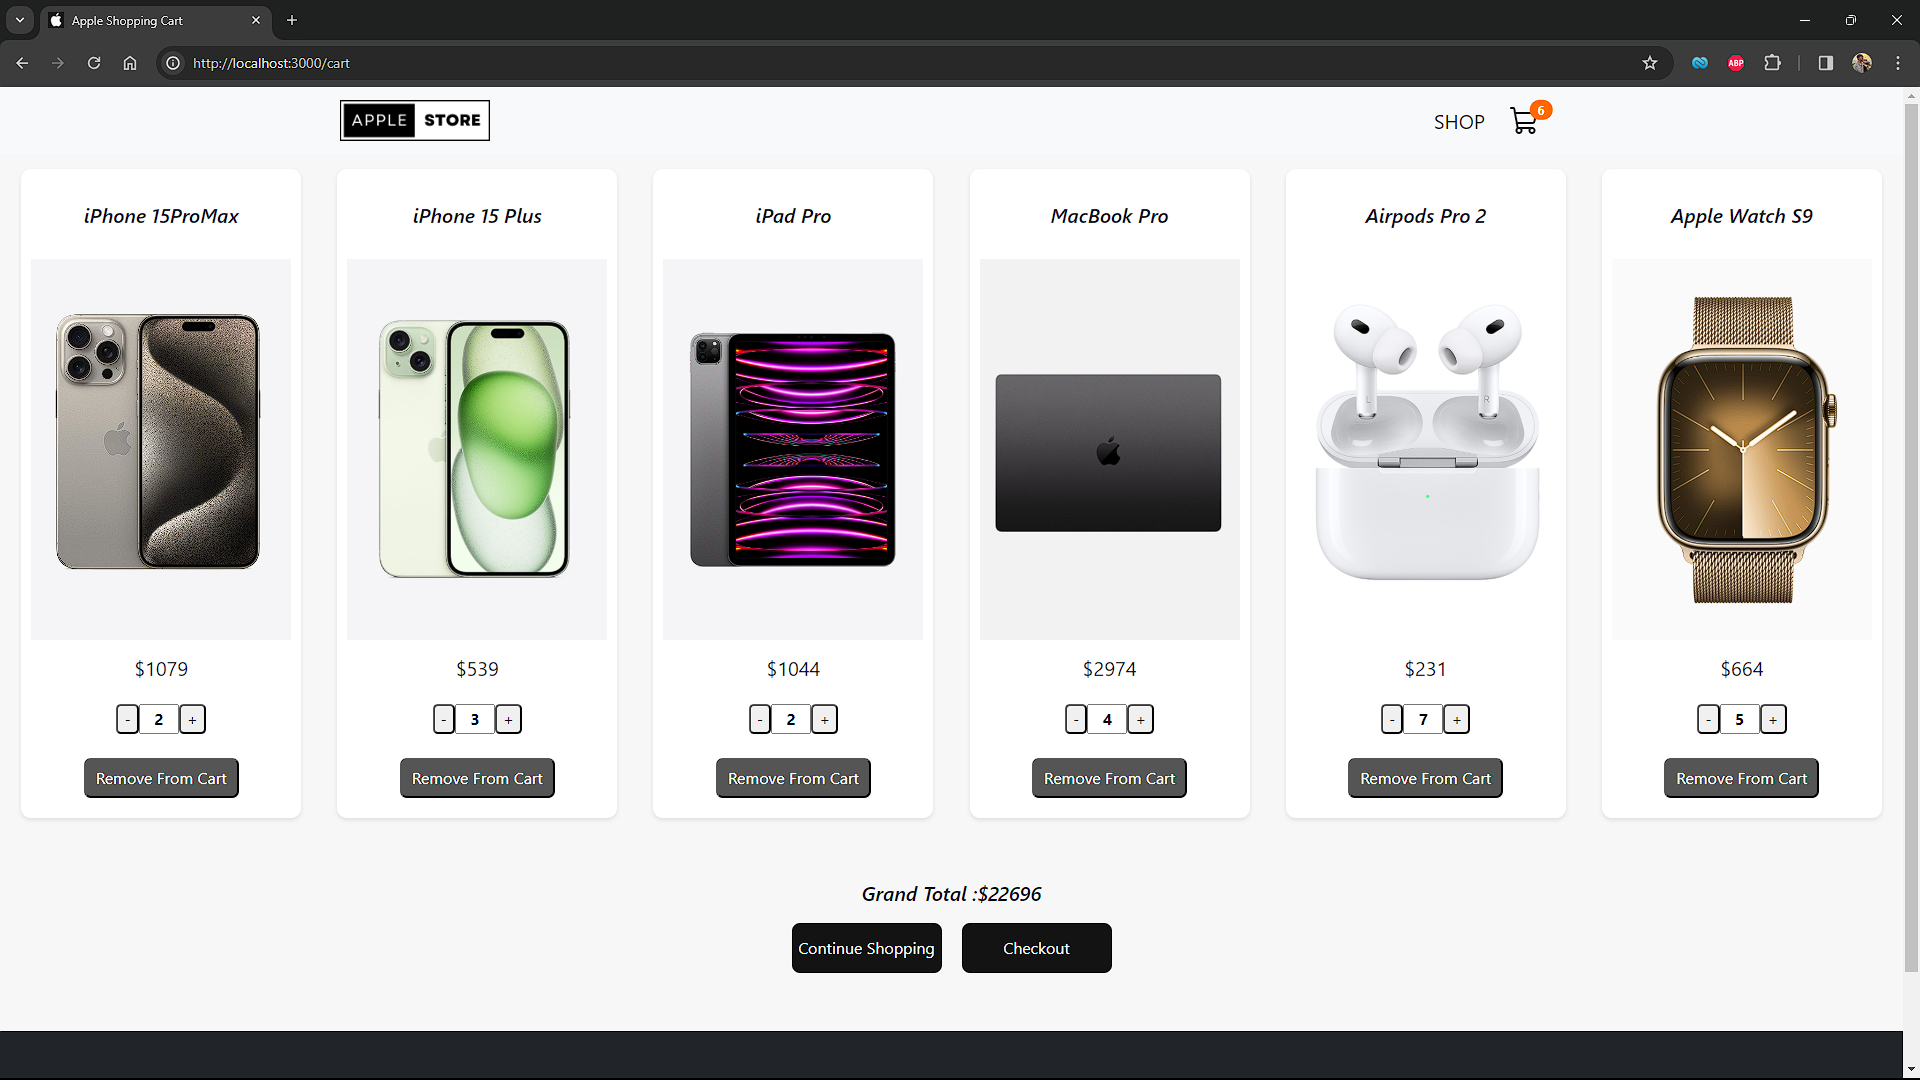 Apple Shopping Cart
http://localhost:3000/cart
ABP
APPLE STORE
SHOP
6
iPhone 15ProMax
iPhone 15 Plus
iPad Pro
MacBook Pro
Airpods Pro 2
Apple Watch S9
L R
$1079
$539
$1044
$2974
$231
$664
- 2 +
- 3 +
- 2 +
- 4 +
- 7 +
- 5 +
Remove From Cart
Remove From Cart
Remove From Cart
Remove From Cart
Remove From Cart
Remove From Cart
Grand Total :$22696
Continue Shopping
Checkout